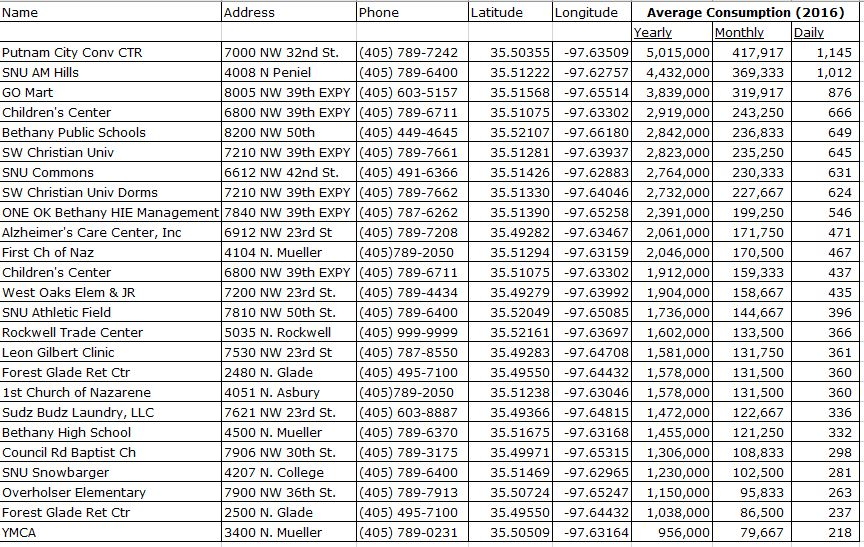 Name Address Phone Latitude Longitude Average Consumption (2016)
Yearly Monthly Daily
Putnam City Conv CTR 7000 NW 32nd St. (405) 789-7242 35.50355 -97.63509 5,015,000 417,917 1,145
SNU AM Hills 4008 N Peniel (405) 789-6400 35.51222 -97.62757 4,432,000 369,333 1,012
GO Mart 8005 NW 39th EXPY (405) 603-5157 35.51568 -97.65514 3,839,000 319,917 876
Children's Center 6800 NW 39th EXPY (405) 789-6711 35.51075 -97.63302 2,919,000 243,250 666
Bethany Public Schools 8200 NW 50th (405) 449-4645 35.52107 -97.66180 2,842,000 236,833 649
SW Christian Univ 7210 NW 39th EXPY (405) 789-7661 35.51281 -97.63937 2,823,000 235,250 645
SNU Commons 6612 NW 42nd St. (405) 491-6366 35.51426 -97.62883 2,764,000 230,333 631
SW Christian Univ Dorms 7210 NW 39th EXPY (405) 789-7662 35.51330 -97.64046 2,732,000 227,667 624
ONE OK Bethany HIE Management 7840 NW 39th EXPY (405) 787-6262 35.51390 -97.65258 2,391,000 199,250 546
Alzheimer's Care Center, Inc 6912 NW 23rd St (405) 789-7208 35.49282 -97.63467 2,061,000 171,750 471
First Ch of Naz 4104 N. Mueller (405)789-2050 35.51294 -97.63159 2,046,000 170,500 467
Children's Center 6800 NW 39th EXPY (405) 789-6711 35.51075 -97.63302 1,912,000 159,333 437
West Oaks Elem & JR 7200 NW 23rd St. (405) 789-4434 35.49279 -97.63992 1,904,000 158,667 435
SNU Athletic Field 7810 NW 50th St. (405) 789-6400 35.52049 -97.65085 1,736,000 144,667 396
Rockwell Trade Center 5035 N. Rockwell (405) 999-9999 35.52161 -97.63697 1,602,000 133,500 366
Leon Gilbert Clinic 7530 NW 23rd St (405) 787-8550 35.49283 -97.64708 1,581,000 131,750 361
Forest Glade Ret Ctr 2480 N. Glade (405) 495-7100 35.49550 -97.64432 1,578,000 131,500 360
1st Church of Nazarene 4051 N. Asbury (405)789-2050 35.51238 -97.63046 1,578,000 131,500 360
Sudz Budz Laundry, LLC 7621 NW 23rd St. (405) 603-8887 35.49366 -97.64815 1,472,000 122,667 336
Bethany High School 4500 N. Mueller (405) 789-6370 35.51675 -97.63168 1,455,000 121,250 332
Council Rd Baptist Ch 7906 NW 30th St. (405) 789-3175 35.49971 -97.65315 1,306,000 108,833 298
SNU Snowbarger 4207 N. College (405) 789-6400 35.51469 -97.62965 1,230,000 102,500 281
Overholser Elementary 7900 NW 36th St. (405) 789-7913 35.50724 -97.65247 1,150,000 95,833 263
Forest Glade Ret Ctr 2500 N. Glade (405) 495-7100 35.49550 -97.64432 1,038,000 86,500 237
YMCA 3400 N. Mueller (405) 789-0231 35.50509 -97.63164 956,000 79,667 218